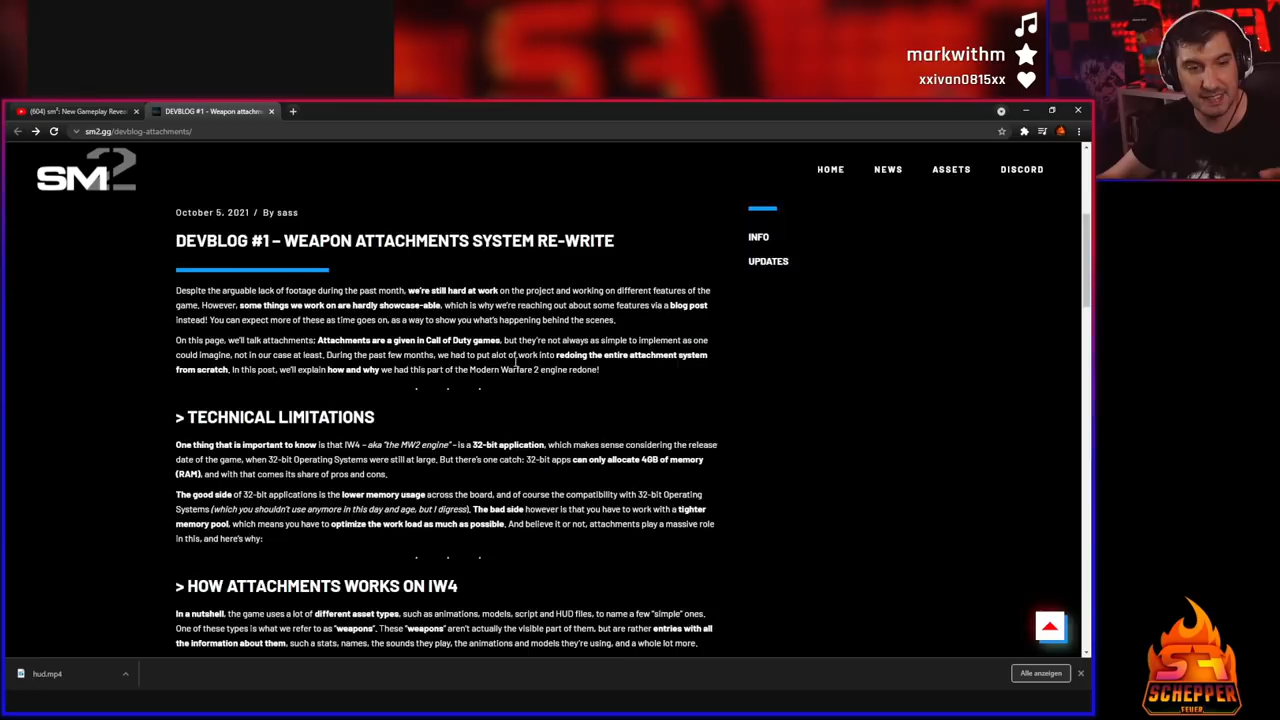 markwithm
xxivan0815xx
(604) sm²: New Gameplay Revea
DEVBLOG #1 - Weapon attachm
sm2.gg/devblog-attachments/
SM2
HOME
NEWS
ASSETS
DISCORD
October 5, 2021 / By sass
DEVBLOG #1 – WEAPON ATTACHMENTS SYSTEM RE-WRITE
Despite the arguable lack of footage during the past month, we're still hard at work on the project and working on different features of the
game. However, some things we work on are hardly showcase-able, which is why we're reaching out about some features via a blog post
instead! You can expect more of these as time goes on, as a way to show you what's happening behind the scenes.
On this page, we'll talk attachments; Attachments are a given in Call of Duty games, but they're not always as simple to implement as one
could imagine, not in our case at least. During the past few months, we had to put alot of work into redoing the entire attachment system
from scratch. In this post, we'll explain how and why we had this part of the Modern Warfare 2 engine redone!
> TECHNICAL LIMITATIONS
One thing that is important to know is that IW4 – aka "the MW2 engine" – is a 32-bit application, which makes sense considering the release
date of the game, when 32-bit Operating Systems were still at large. But there's one catch: 32-bit apps can only allocate 4GB of memory
(RAM), and with that comes its share of pros and cons.
The good side of 32-bit applications is the lower memory usage across the board, and of course the compatibility with 32-bit Operating
Systems (which you shouldn't use anymore in this day and age, but I digress). The bad side however is that you have to work with a tighter
memory pool, which means you have to optimize the work load as much as possible. And believe it or not, attachments play a massive role
in this, and here's why:
> HOW ATTACHMENTS WORKS ON IW4
In a nutshell, the game uses a lot of different asset types, such as animations, models, script and HUD files, to name a few "simple" ones.
One of these types is what we refer to as "weapons". These "weapons" aren't actually the visible part of them, but are rather entries with all
the information about them, such a stats, names, the sounds they play, the animations and models they're using, and a whole lot more.
INFO
UPDATES
hud.mp4
Alle anzeigen
SF
SCHEPPER
FEUER